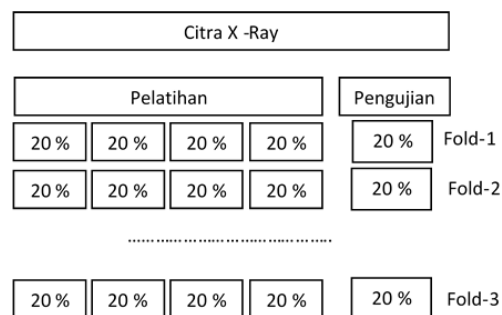 Citra X -Ray
Pelatihan Pengujian
20 % 20 % 20 % 20 % 20 % Fold-1
20 % 20 % 20 % 20 % 20 % Fold-2
........................................
20 % 20 % 20 % 20 % 20 % Fold-3